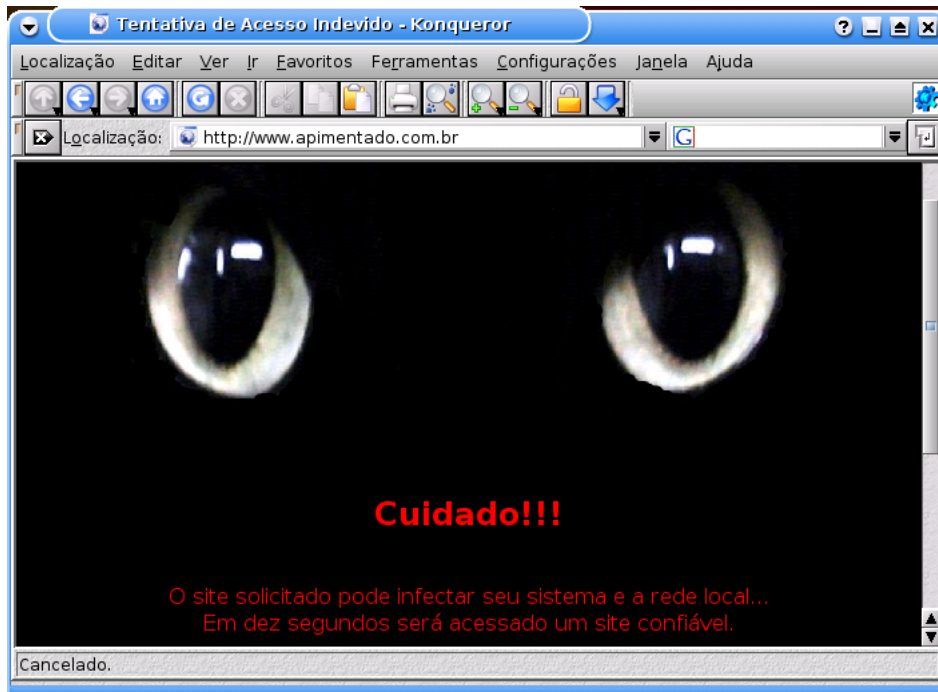 Tentativa de Acesso Indevido - Konqueror
Localização Editar Ver Ir Favoritos Ferramentas Configurações Janela Ajuda
Localização: http://www.apimentado.com.br
Cuidado!!!
O site solicitado pode infectar seu sistema e a rede local...
Em dez segundos será acessado um site confiável.
Cancelado.